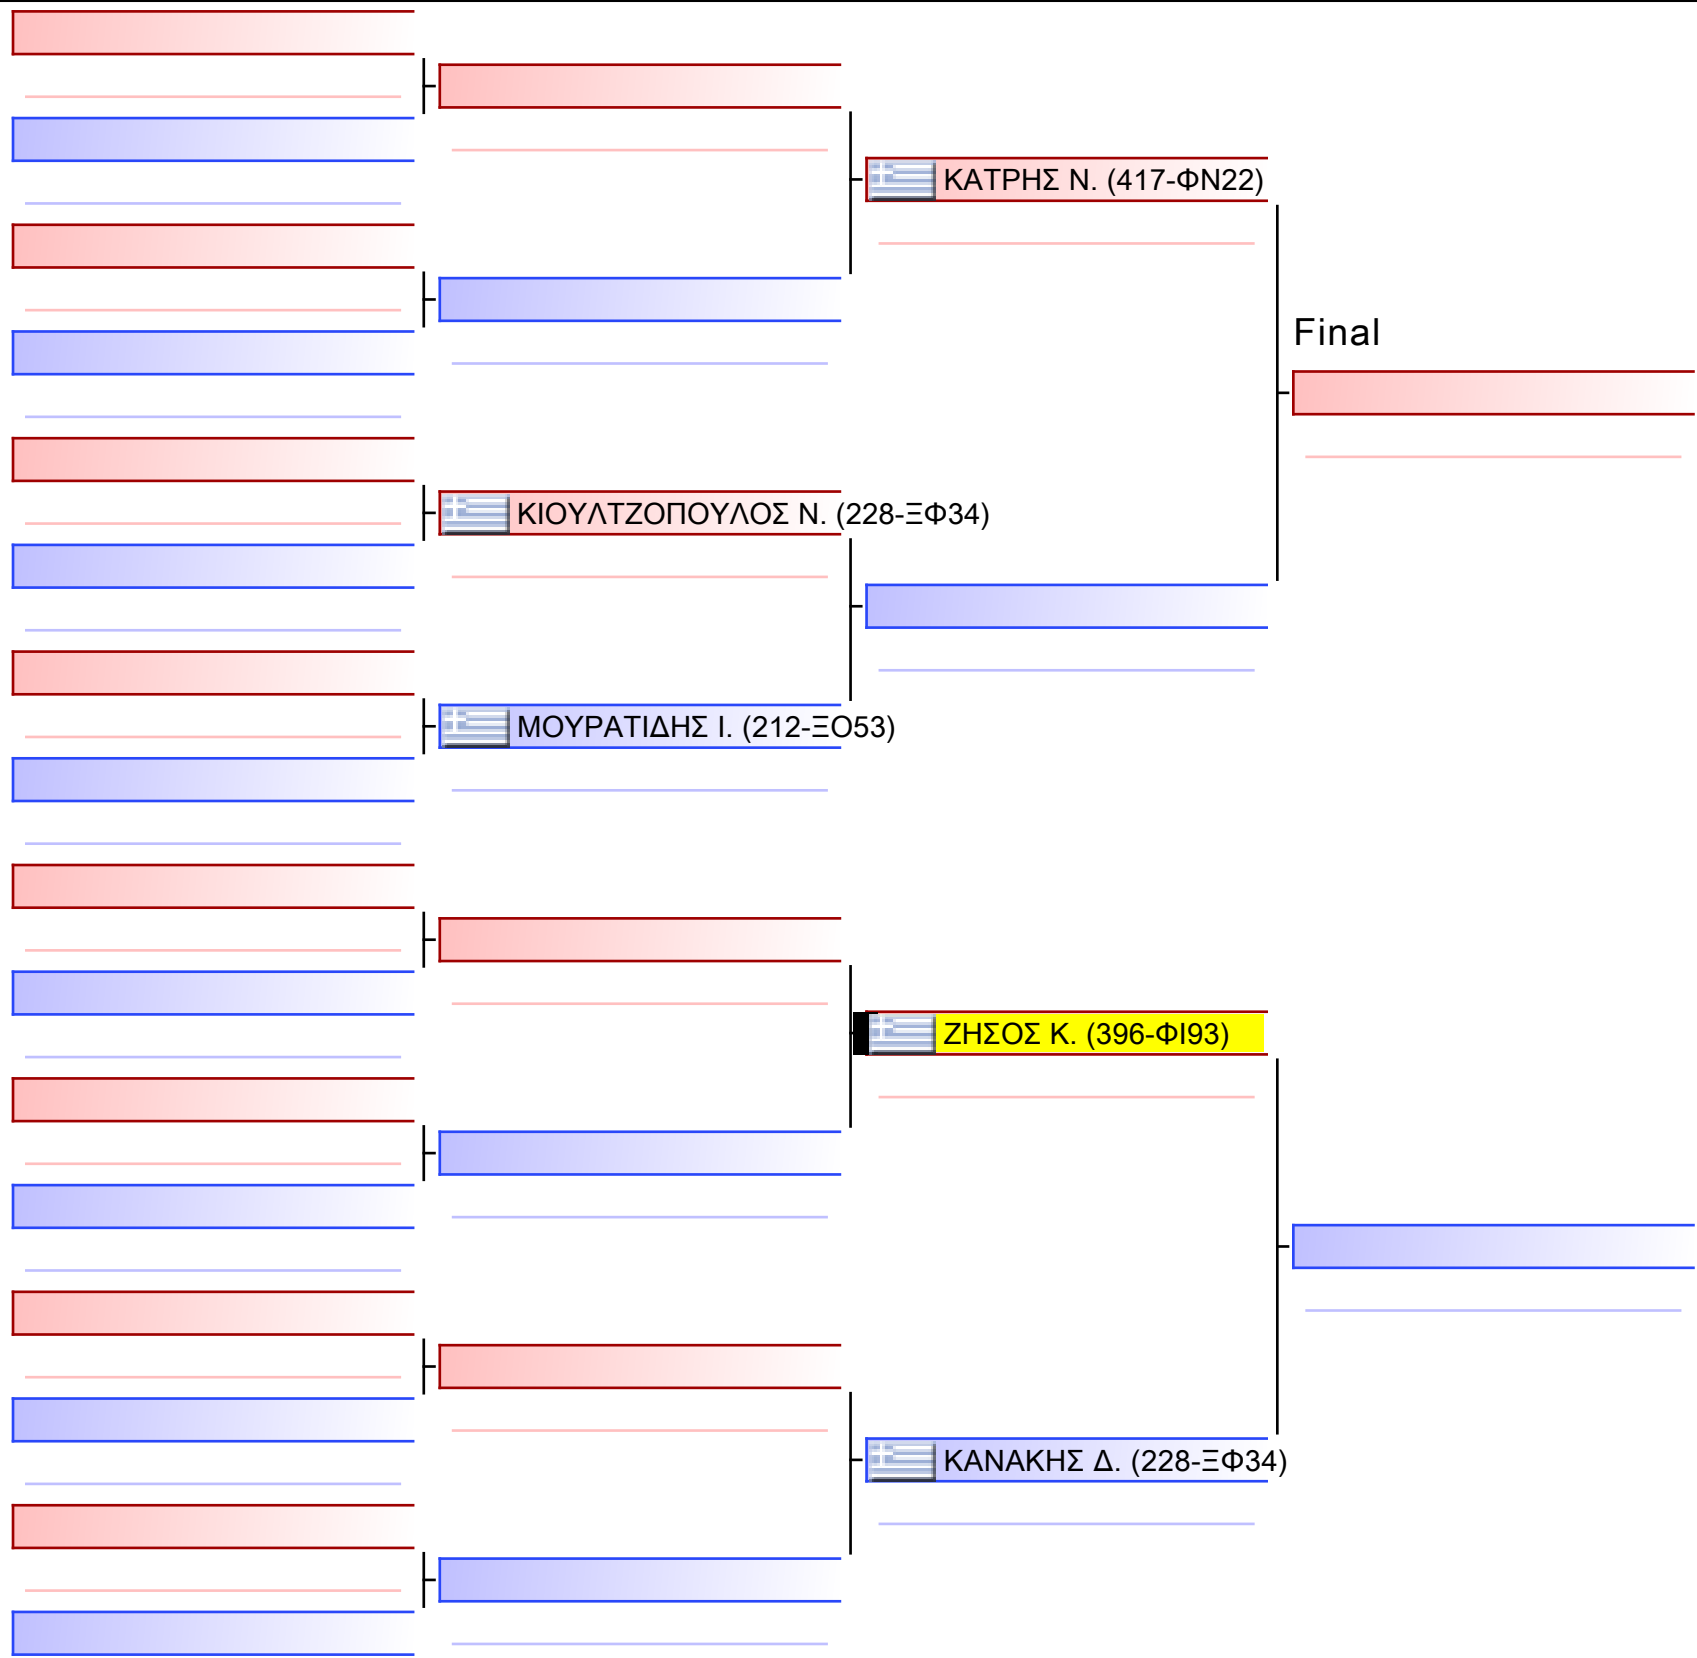 ΚΑΤΡΗΣ Ν. (417-ΦΝ22)
Final
ΚΙΟΥΛΤΖΟΠΟΥΛΟΣ Ν. (228-ΞΦ34)
ΜΟΥΡΑΤΙΔΗΣ Ι. (212-ΞΟ53)
ΖΗΣΟΣ Κ. (396-ΦΙ93)
ΚΑΝΑΚΗΣ Δ. (228-ΞΦ34)